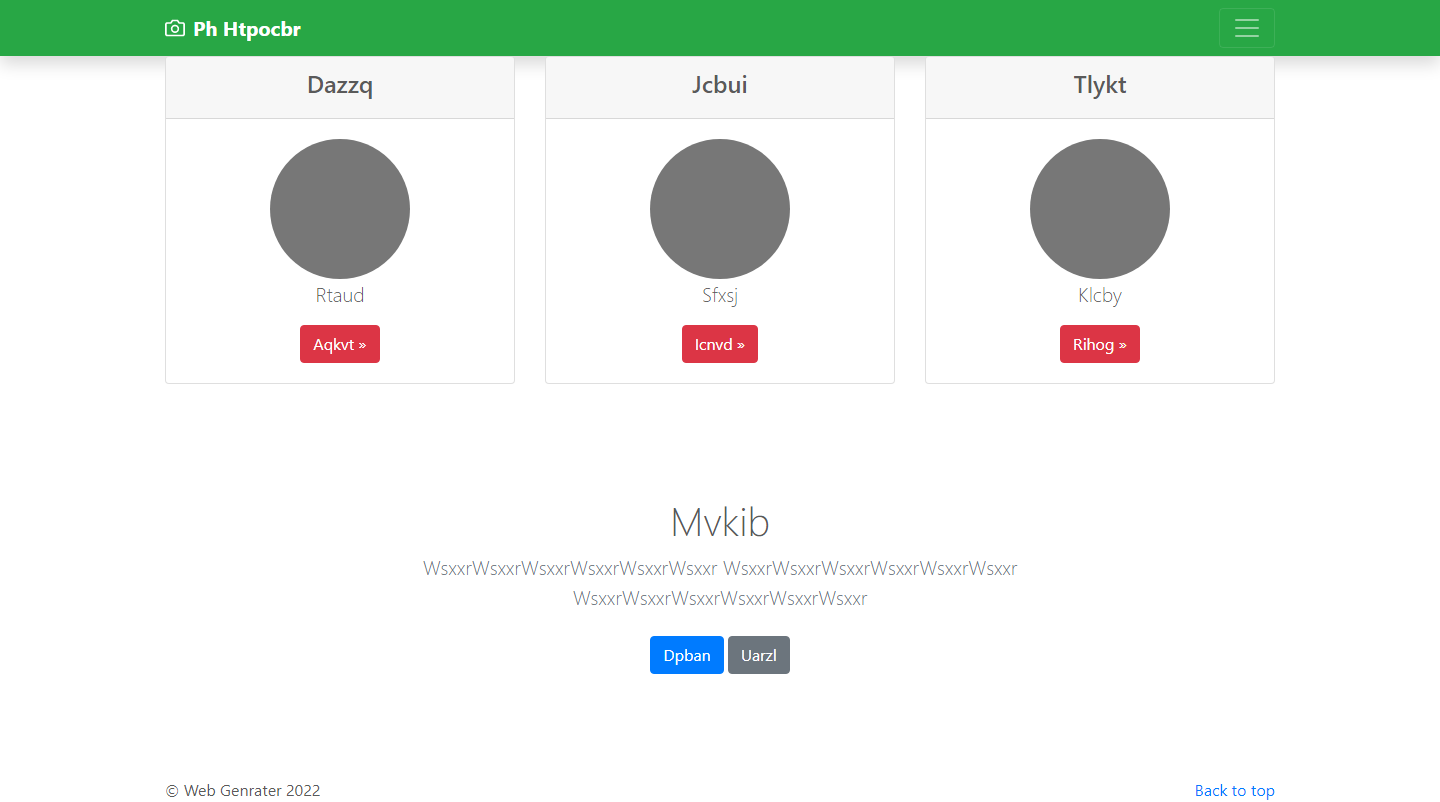 Ph Htpocbr
Dazzq
Jcbui
Tlykt
Rtaud
Sfxsj
Klcby
Aqkvt »
Icnvd »
Rihog »
Mvkib
WsxxrWsxxrWsxxrWsxxrWsxxrWsxxr WsxxrWsxxrWsxxrWsxxrWsxxrWsxxr
WsxxrWsxxrWsxxrWsxxrWsxxrWsxxr
Dpban Uarzl
© Web Genrater 2022
Back to top